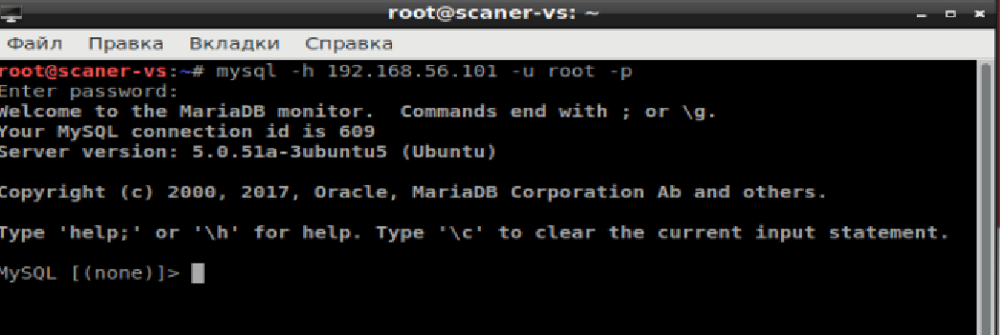 root@scaner-vs: ~
Файл Правка Вкладки Справка
root@scaner-vs:~# mysql -h 192.168.56.101 -u root -p
Enter password:
Welcome to the MariaDB monitor.  Commands end with ; or \g.
Your MySQL connection id is 609
Server version: 5.0.51a-3ubuntu5 (Ubuntu)
Copyright (c) 2000, 2017, Oracle, MariaDB Corporation Ab and others.
Type 'help;' or '\h' for help. Type '\c' to clear the current input statement.
MySQL [(none)]>